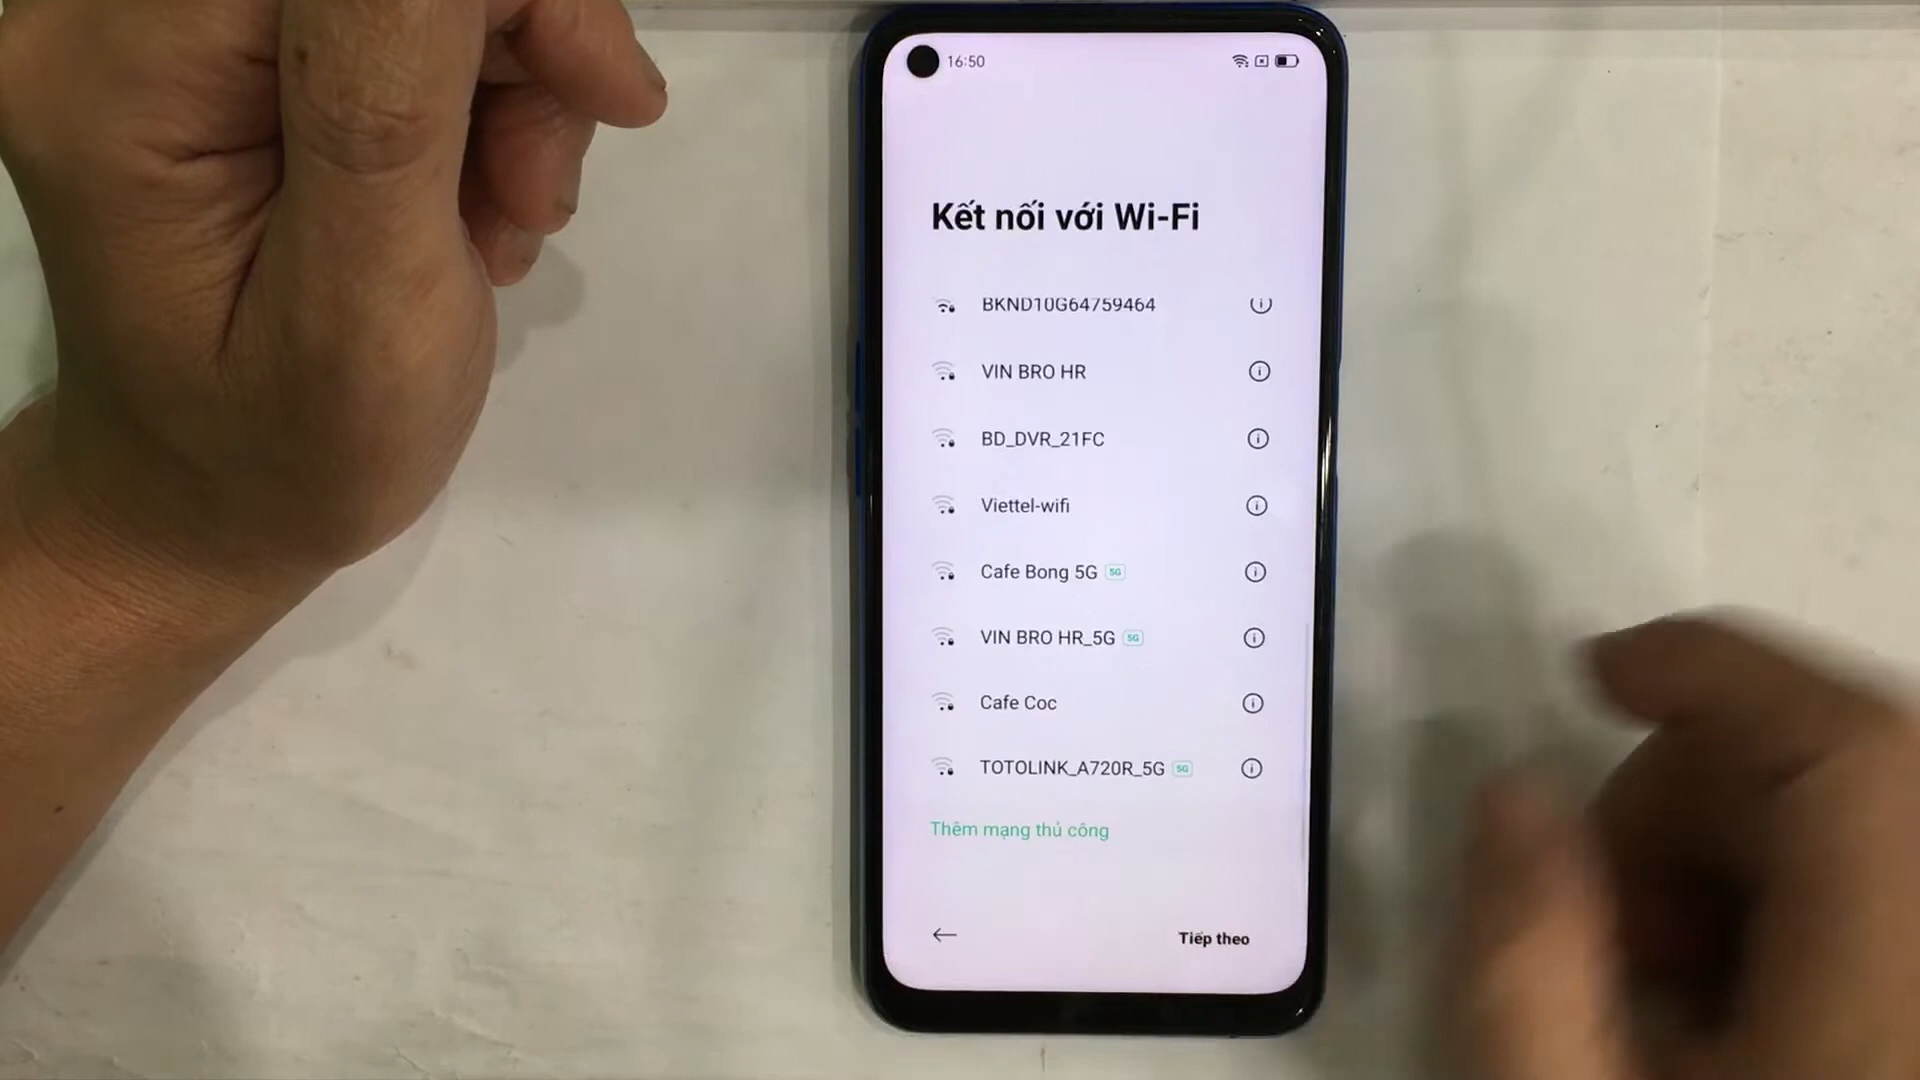 16:50
Kết nối với Wi-Fi
BKND10G64759464
VIN BRO HR
BD_DVR_21FC
Viettel-wifi
Cafe Bong 5G 5G
VIN BRO HR_5G 5G
Cafe Coc
TOTOLINK_A720R_5G 5G
Thêm mạng thủ công
Tiếp theo